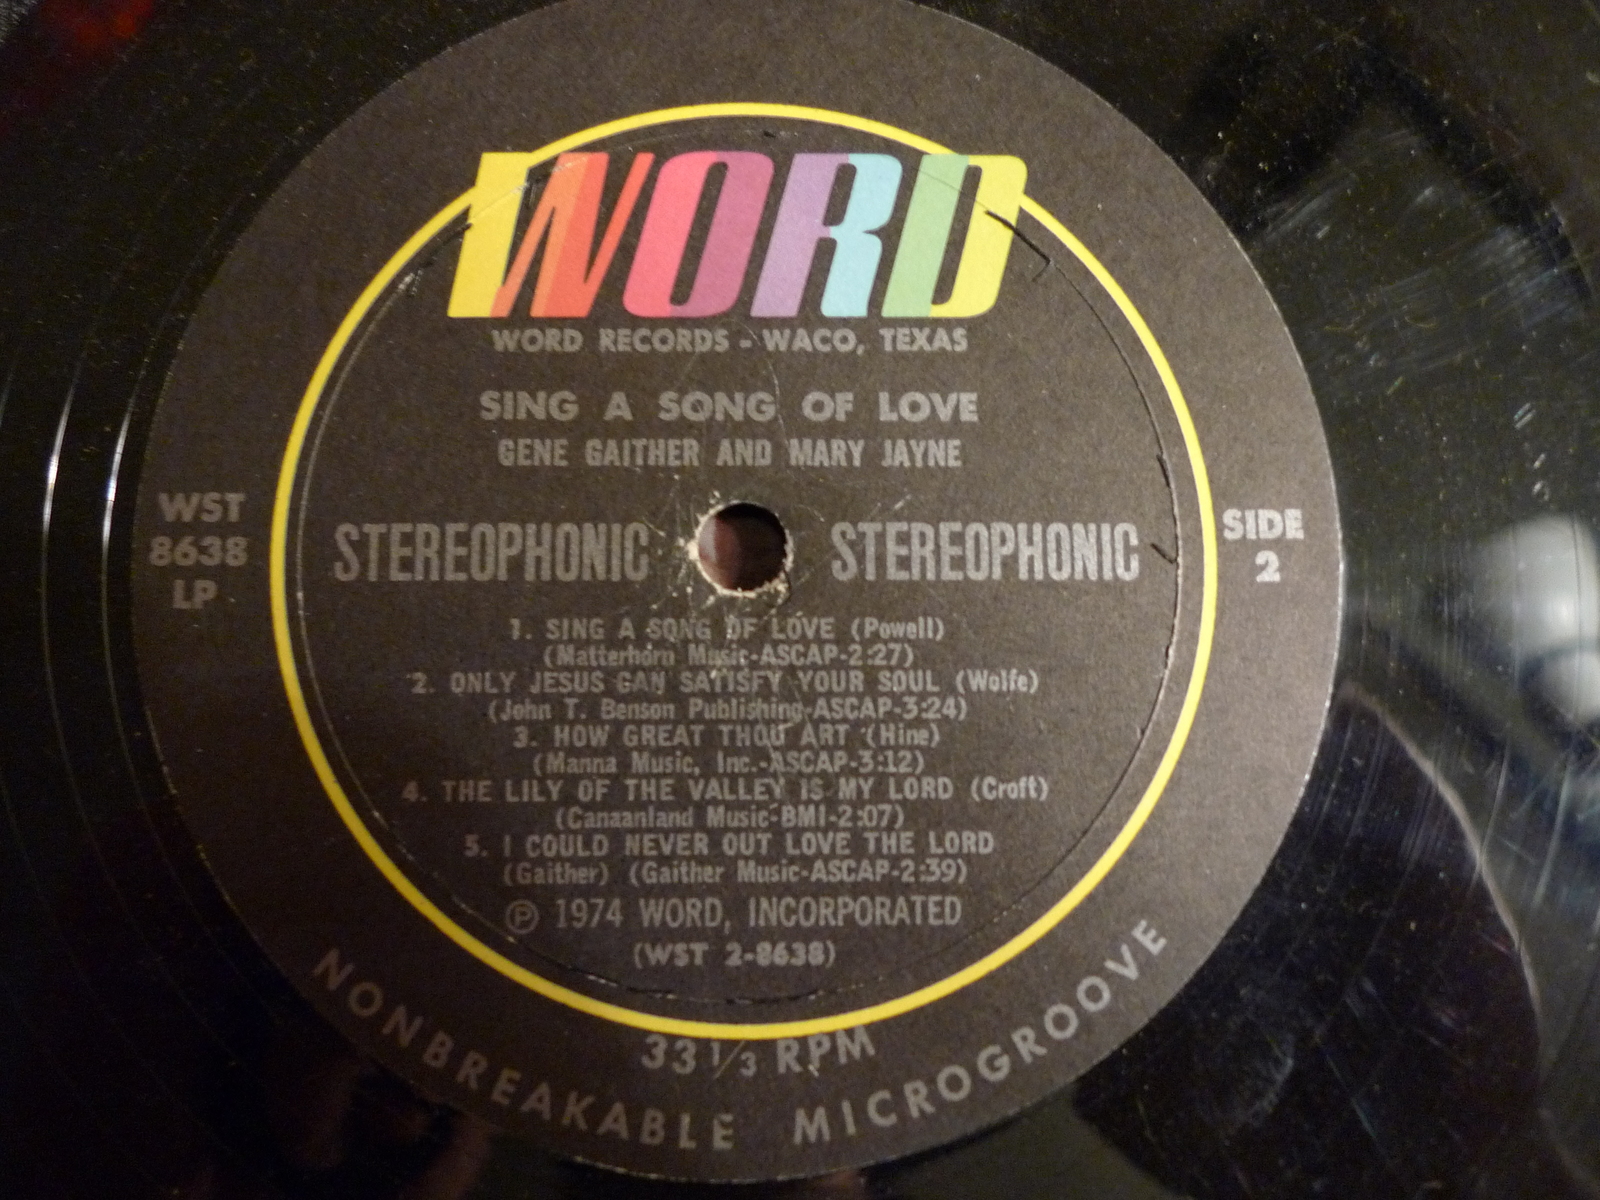 WORD
WORD RECORDS - WACO, TEXAS
SING A SONG OF LOVE
GENE GAITHER AND MARY JAYNE
WST
8638
LP
STEREOPHONIC STEREOPHONIC
SIDE
2
1. SING A SONG OF LOVE (Powell)
(Matterhorn Music-ASCAP-2:27)
2. ONLY JESUS CAN SATISFY YOUR SOUL (Wolfe)
(John T. Benson Publishing-ASCAP-3:24)
3. HOW GREAT THOU ART (Hine)
(Manna Music, Inc.-ASCAP-3:12)
4. THE LILY OF THE VALLEY IS MY LORD (Croft)
(Canaanland Music-BMI-2:07)
5. I COULD NEVER OUT LOVE THE LORD
(Gaither) (Gaither Music-ASCAP-2:39)
Ⓟ 1974 WORD, INCORPORATED
(WST 2-8638)
33 1/3 RPM
NONBREAKABLE MICROGROOVE